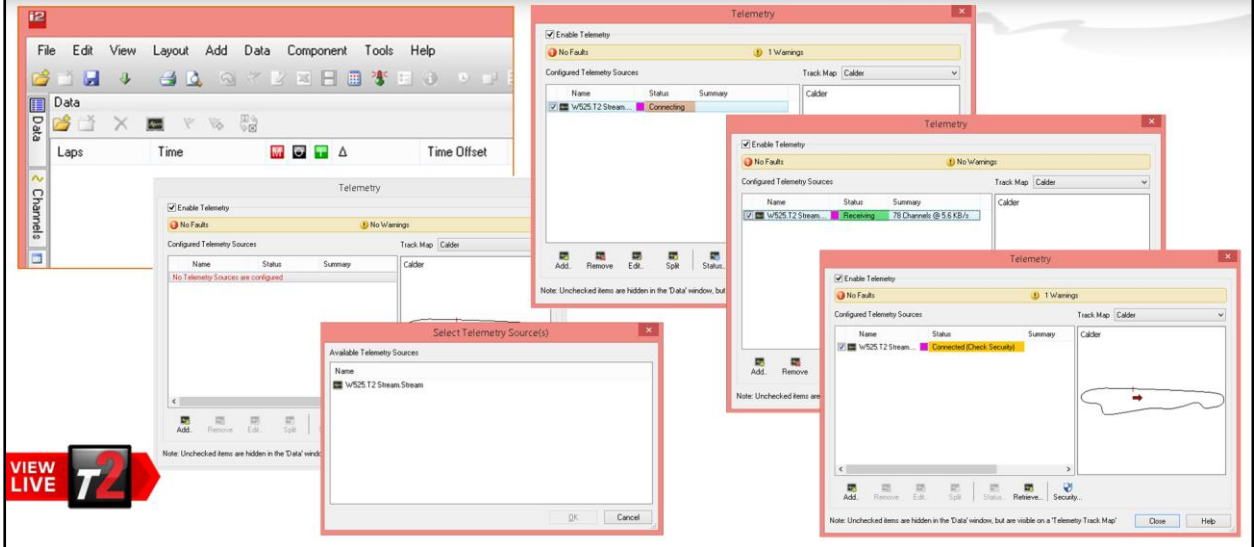 i2
File Edit View Layout Add Data Component Tools Help
Data
Data
Channels
Laps Time M Δ Time Offset
Telemetry
Enable Telemetry
No Faults No Warnings
Configured Telemetry Sources Track Map Calder
Name Status Summary Calder
No Telemetry Sources are configured
Add.. Remove Edit.. Split
Note: Unchecked items are hidden in the 'Data' windo
Select Telemetry Source(s)
Available Telemetry Sources
Name
W525.T2 Stream.Stream
OK Cancel
Telemetry
Enable Telemetry
No Faults 1 Warnings
Configured Telemetry Sources Track Map Calder
Name Status Summary Calder
W525.T2 Stream.... Connecting
Add.. Remove Edit.. Split Status..
Note: Unchecked items are hidden in the 'Data' window, but
Telemetry
Enable Telemetry
No Faults No Warnings
Configured Telemetry Sources Track Map Calder
Name Status Summary Calder
W525.T2 Stream.... Receiving 78 Channels @ 5.6 KB/s
Add.. Remove
Note: Unchecked items are
Telemetry
Enable Telemetry
No Faults 1 Warnings
Configured Telemetry Sources Track Map Calder
Name Status Summary Calder
W525.T2 Stream.... Connected (Check Security)
Add.. Remove Edit.. Split Status.. Retrieve... Security...
Note: Unchecked items are hidden in the 'Data' window, but are visible on a 'Telemetry Track Map' Close Help
VIEW
LIVE
T2